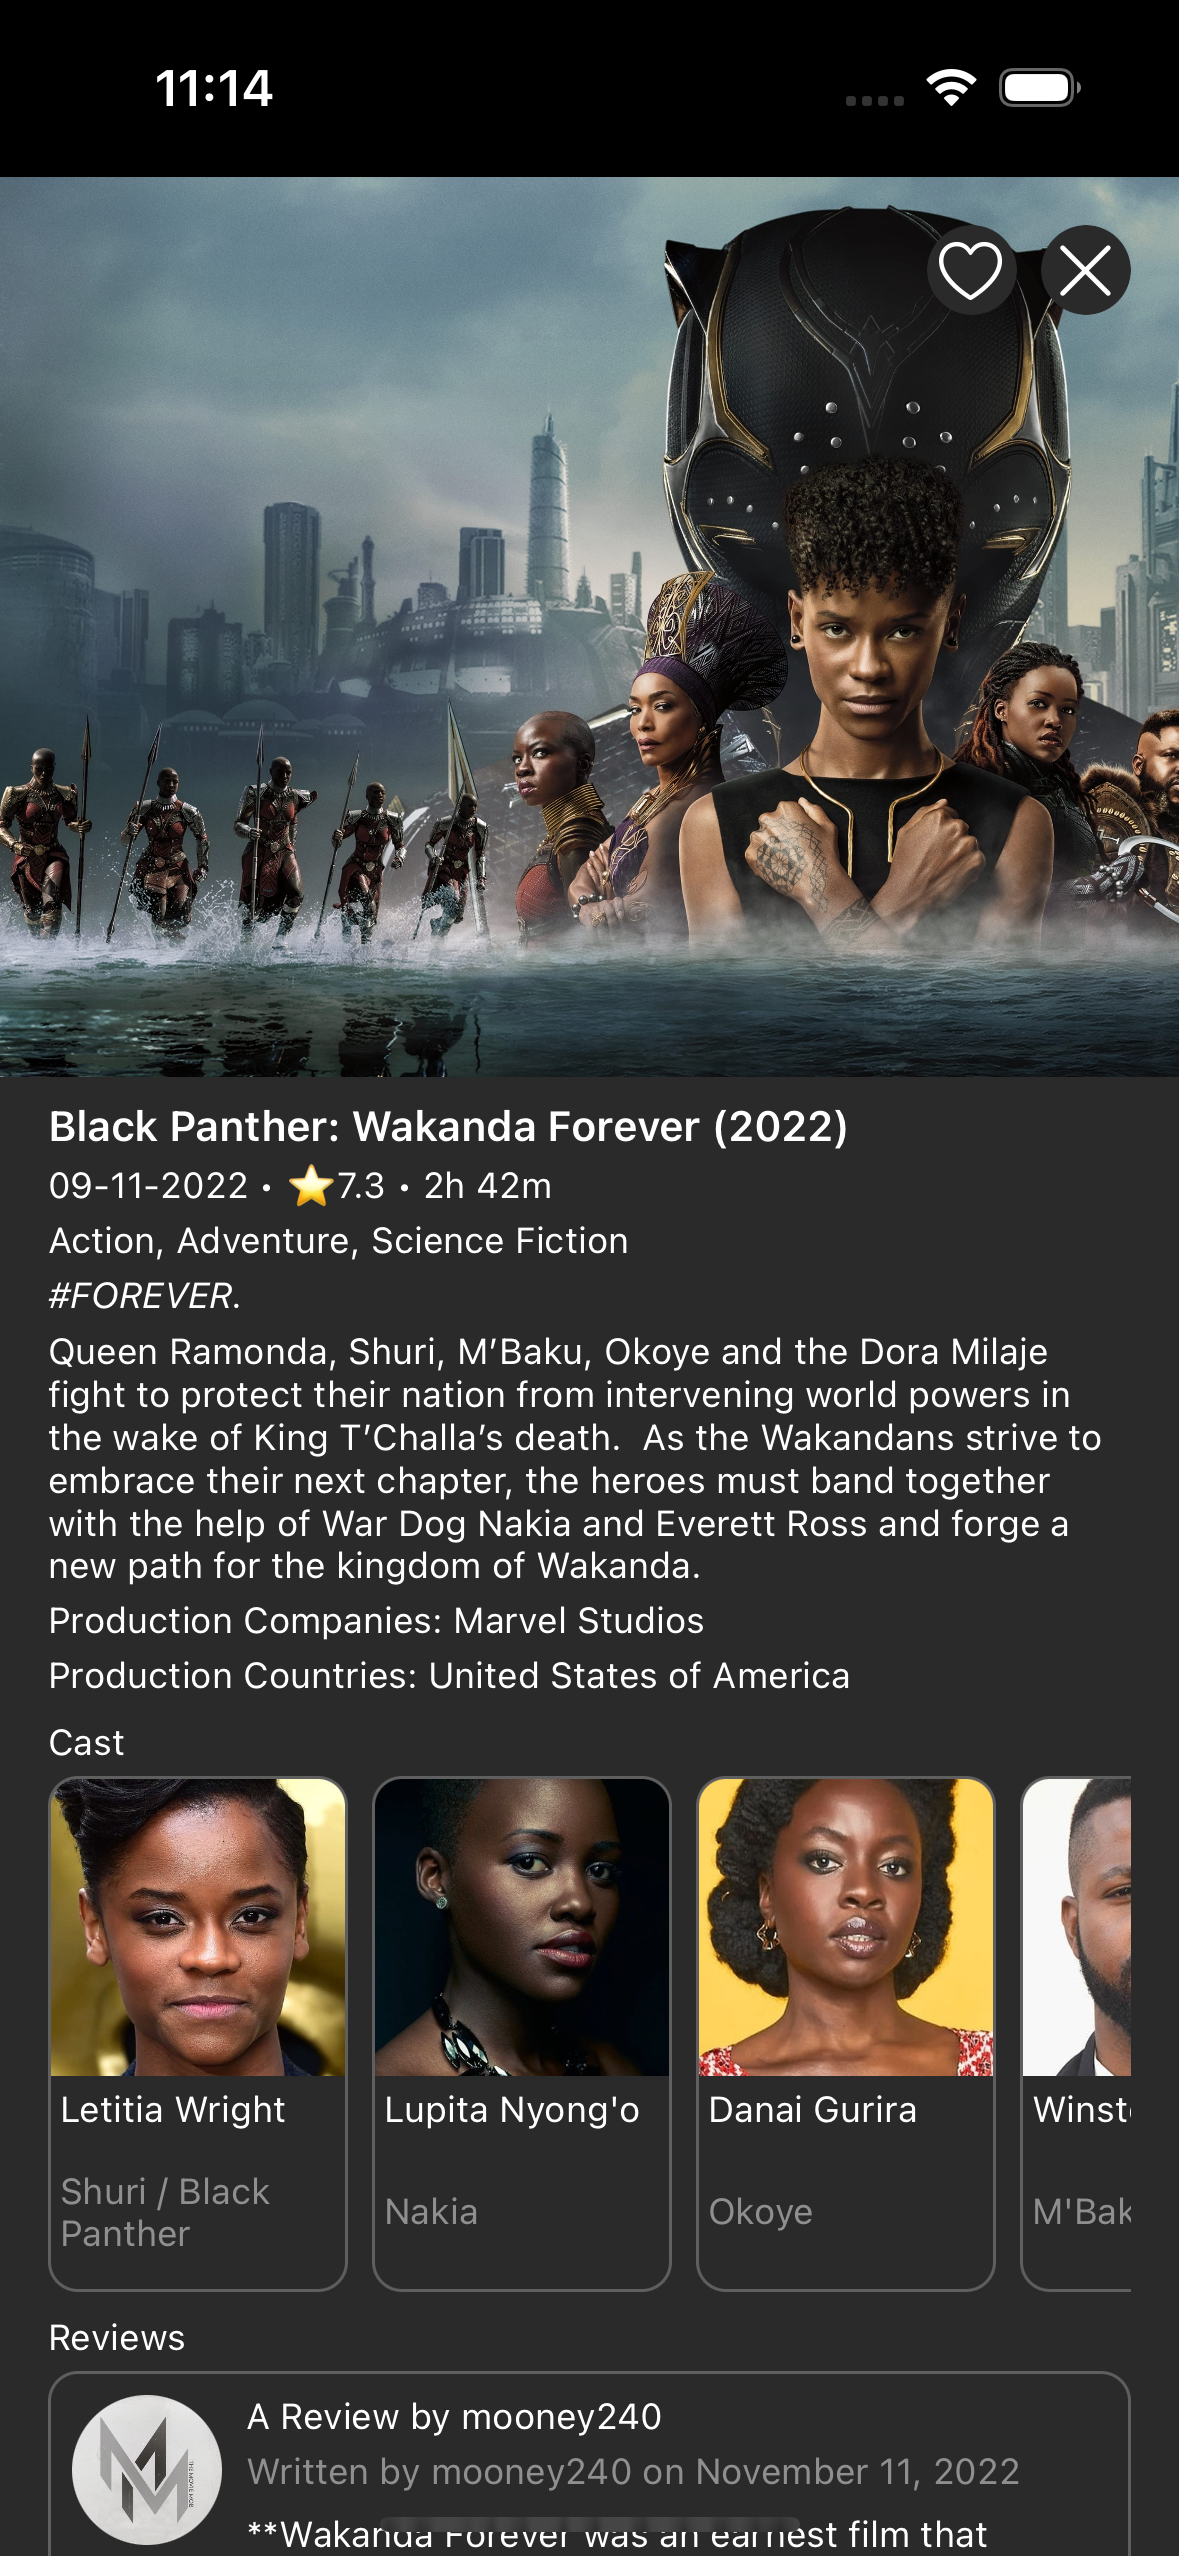 11:14
Black Panther: Wakanda Forever (2022)
09-11-2022 • ⭐7.3 • 2h 42m
Action, Adventure, Science Fiction
#FOREVER.
Queen Ramonda, Shuri, M’Baku, Okoye and the Dora Milaje
fight to protect their nation from intervening world powers in
the wake of King T’Challa’s death.  As the Wakandans strive to
embrace their next chapter, the heroes must band together
with the help of War Dog Nakia and Everett Ross and forge a
new path for the kingdom of Wakanda.
Production Companies: Marvel Studios
Production Countries: United States of America
Cast
Letitia Wright
Shuri / Black
Panther
Lupita Nyong'o
Nakia
Danai Gurira
Okoye
Reviews
A Review by mooney240
Written by mooney240 on November 11, 2022
**Wakanda Forever was an earnest film that